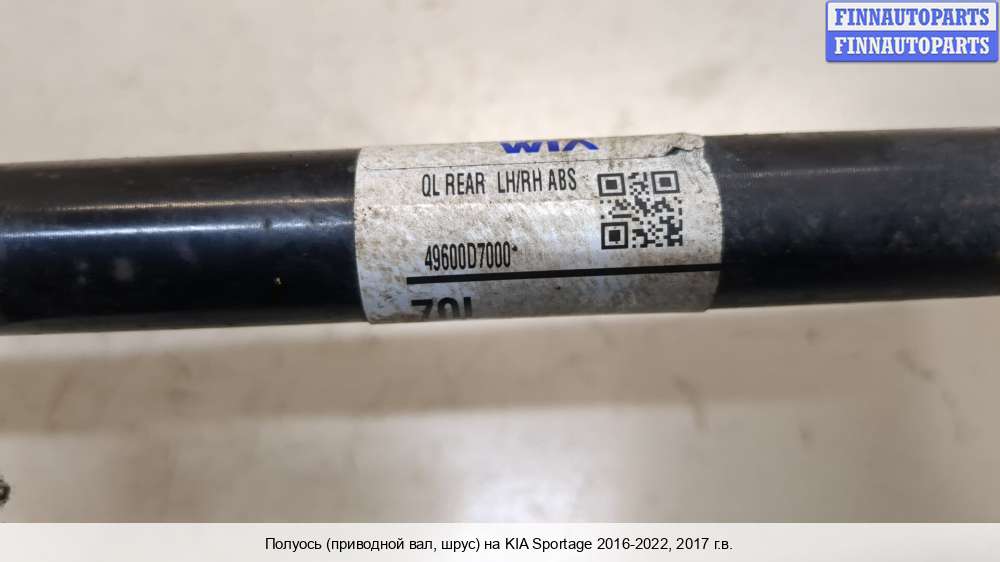 FINNAUTOPARTS
FINNAUTOPARTS
QL REAR LH/RH ABS
49600D7000*
Полуось (приводной вал, шрус) на KIA Sportage 2016-2022, 2017 г.в.